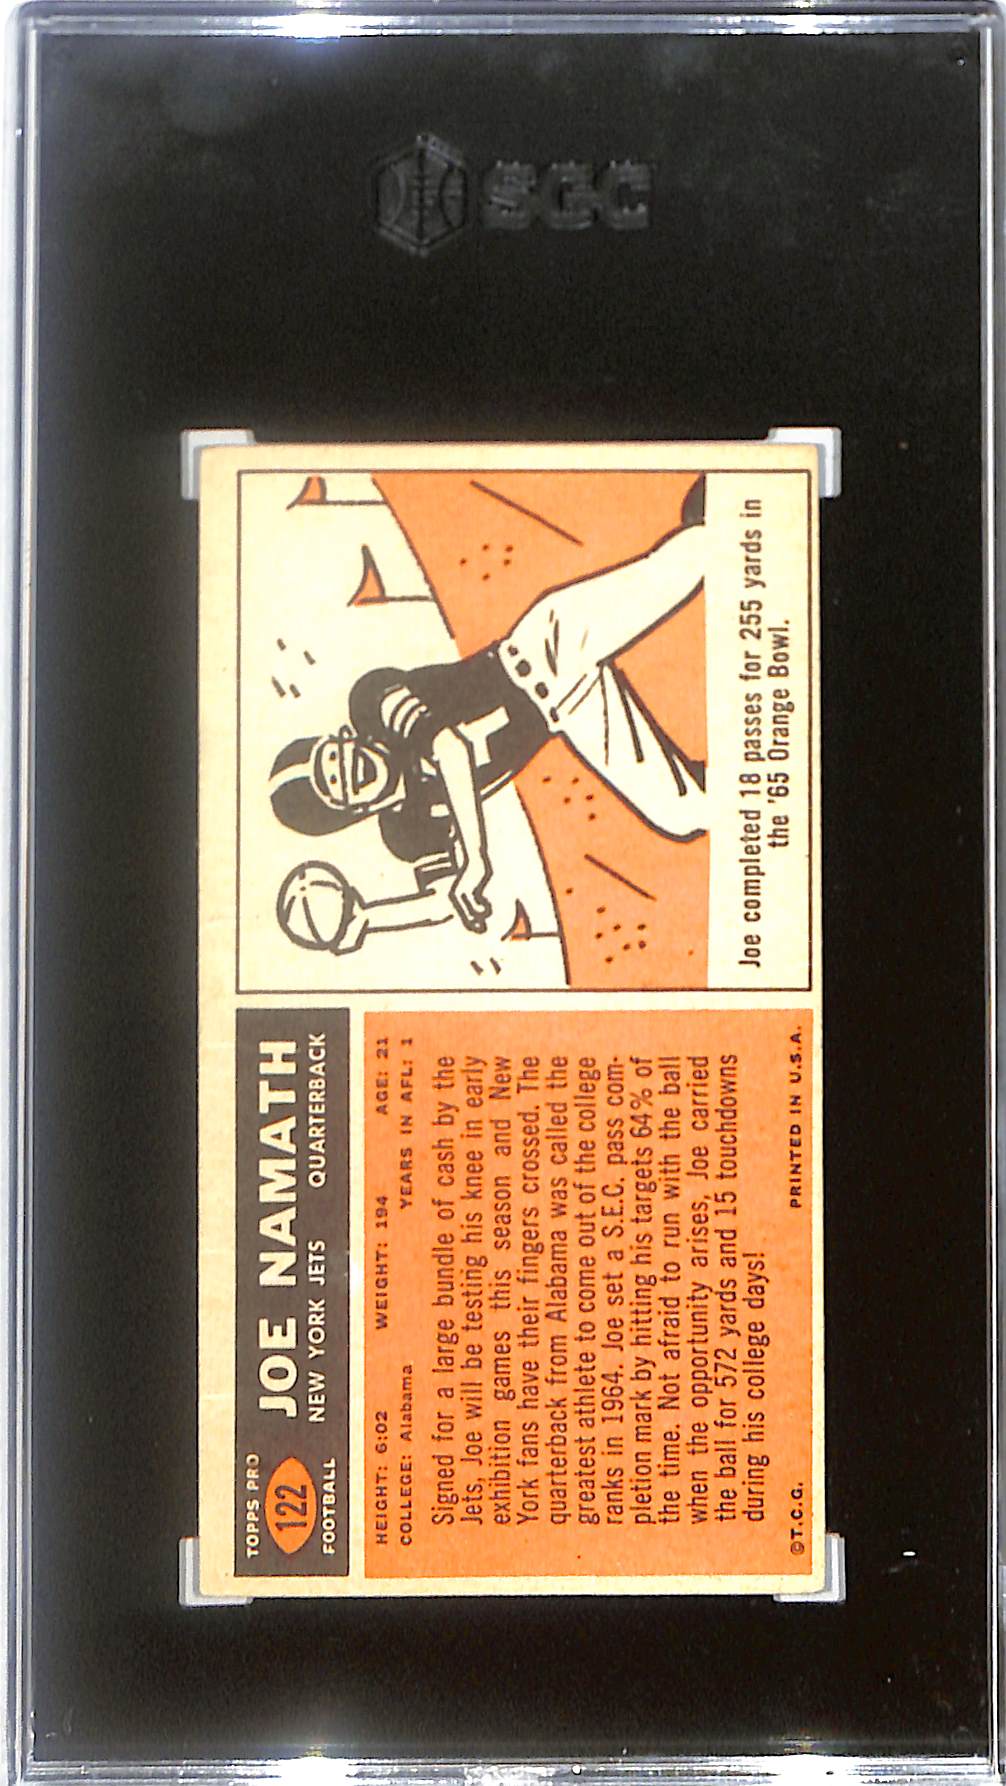 SGC
TOPPS PRO
122
FOOTBALL
JOE NAMATH
NEW YORK JETS QUARTERBACK
HEIGHT: 6:02 WEIGHT: 194 AGE: 21
COLLEGE: Alabama YEARS IN AFL: 1
Signed for a large bundle of cash by the
Jets, Joe will be testing his knee in early
exhibition games this season and New
York fans have their fingers crossed. The
quarterback from Alabama was called the
greatest athlete to come out of the college
ranks in 1964. Joe set a S.E.C. pass com-
pletion mark by hitting his targets 64% of
the time. Not afraid to run with the ball
when the opportunity arises, Joe carried
the ball for 572 yards and 15 touchdowns
during his college days!
©T.C.G. PRINTED IN U.S.A.
Joe completed 18 passes for 255 yards in
the '65 Orange Bowl.